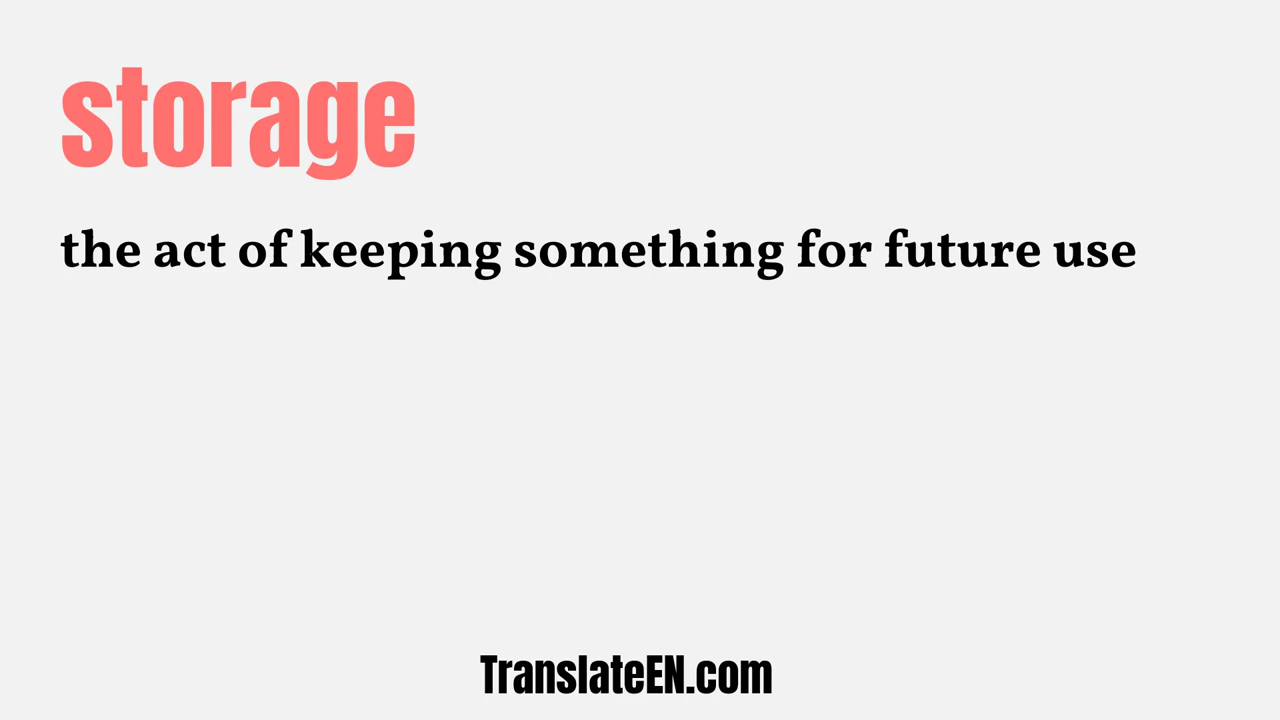 storage
the act of keeping something for future use
TranslateEN.com